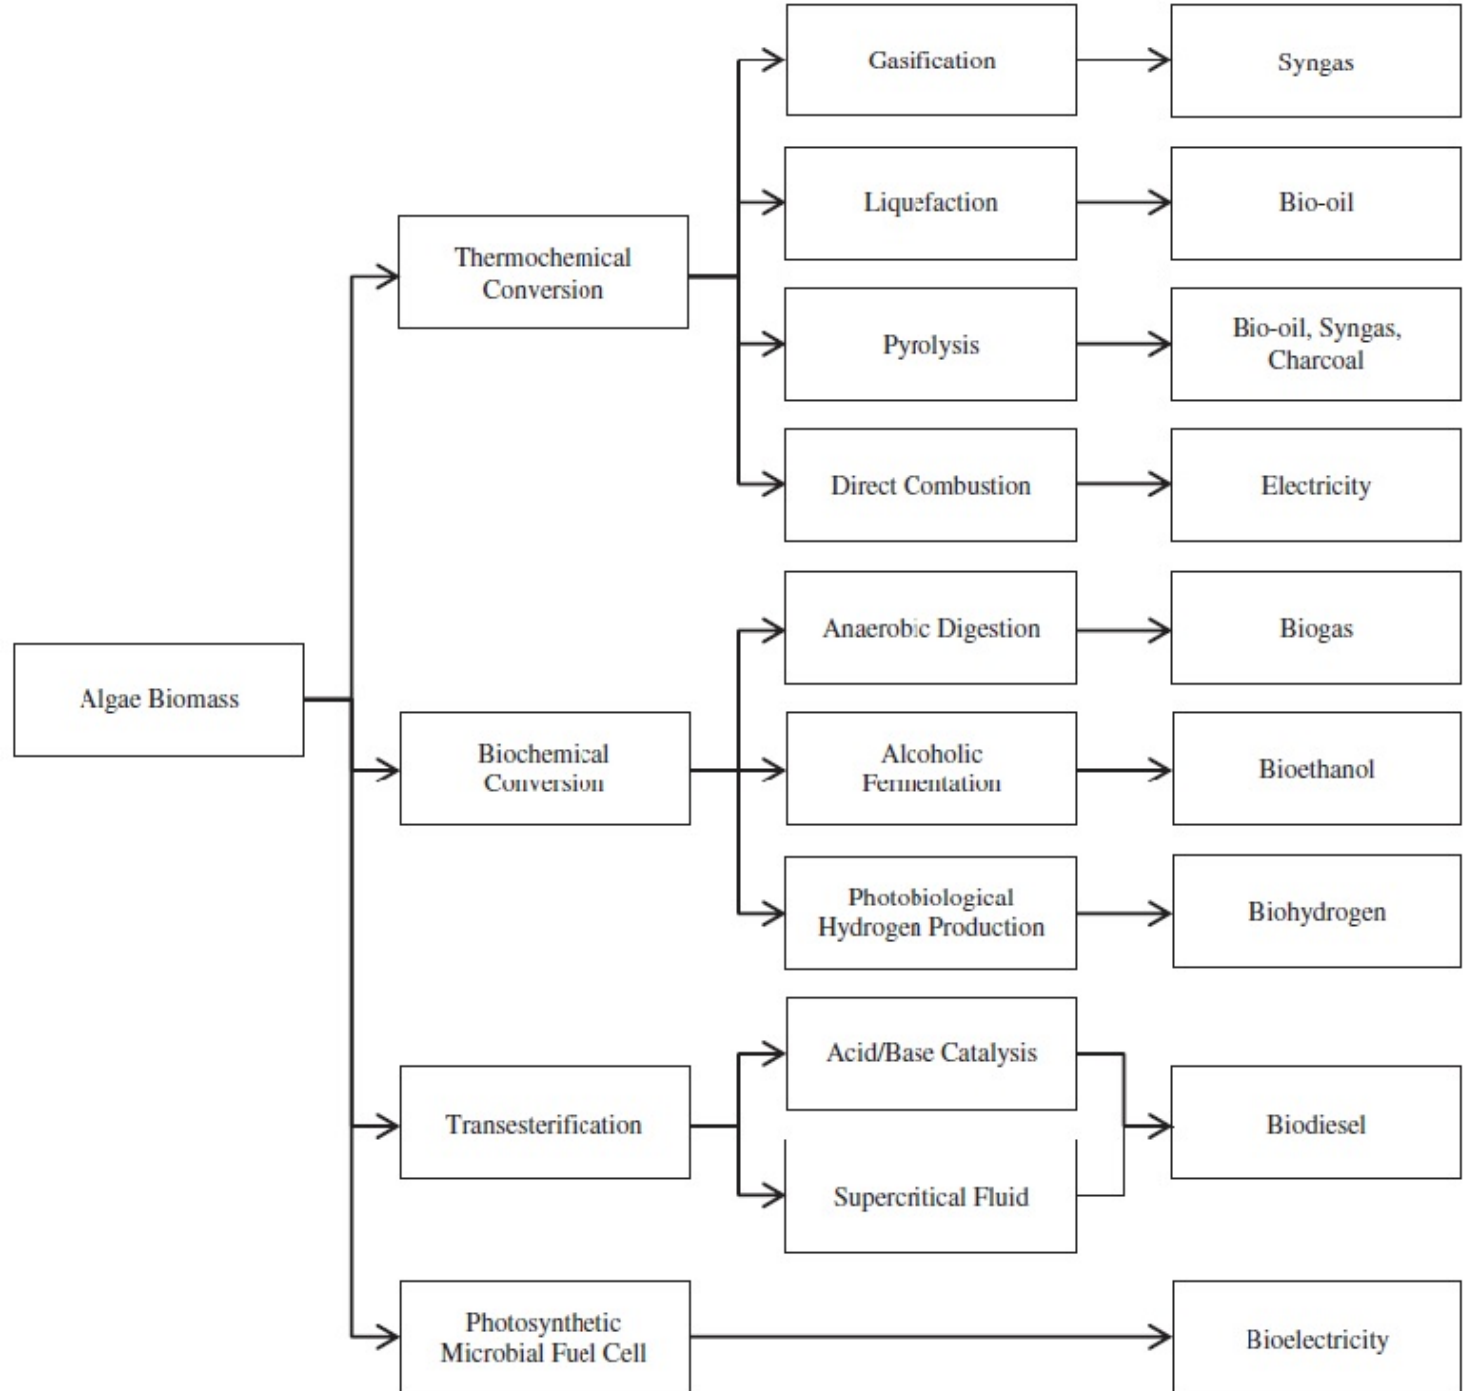 Gasification
Syngas
Liquefaction
Bio-oil
Thermochemical
Conversion
Pyrolysis
Bio-oil, Syngas,
Charcoal
Direct Combustion
Electricity
Algae Biomass
Anaerobic Digestion
Biogas
Biochemical
Conversion
Alcoholic
Fermentation
Bioethanol
Photobiological
Hydrogen Production
Biohydrogen
Transesterification
Acid/Base Catalysis
Supercritical Fluid
Biodiesel
Photosynthetic
Microbial Fuel Cell
Bioelectricity